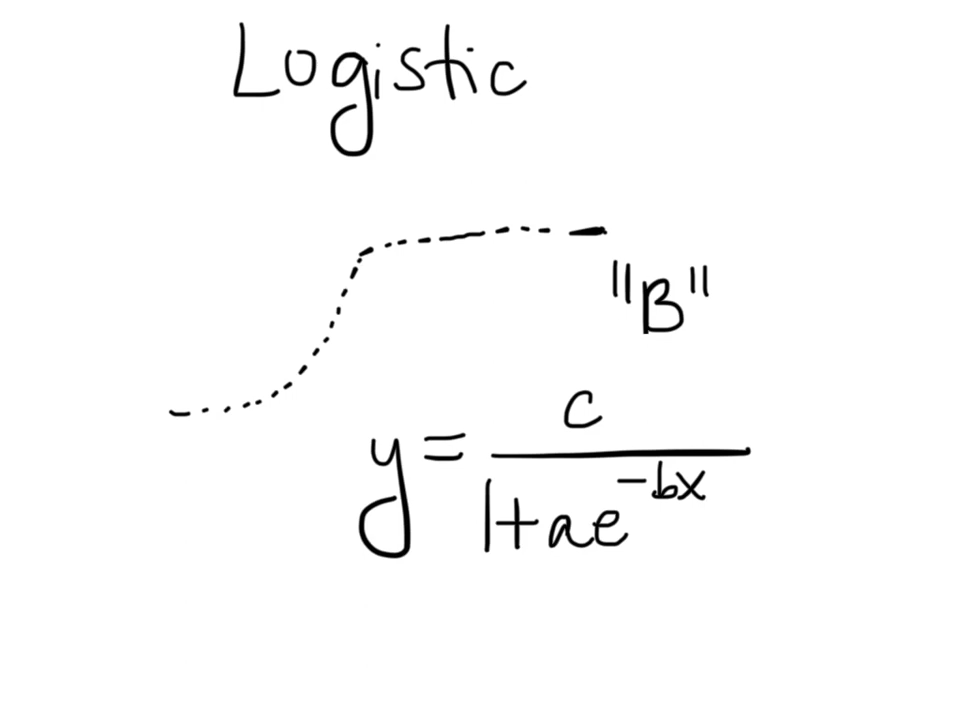 Logistic
"B"
y = c / 1 + ae^-bx